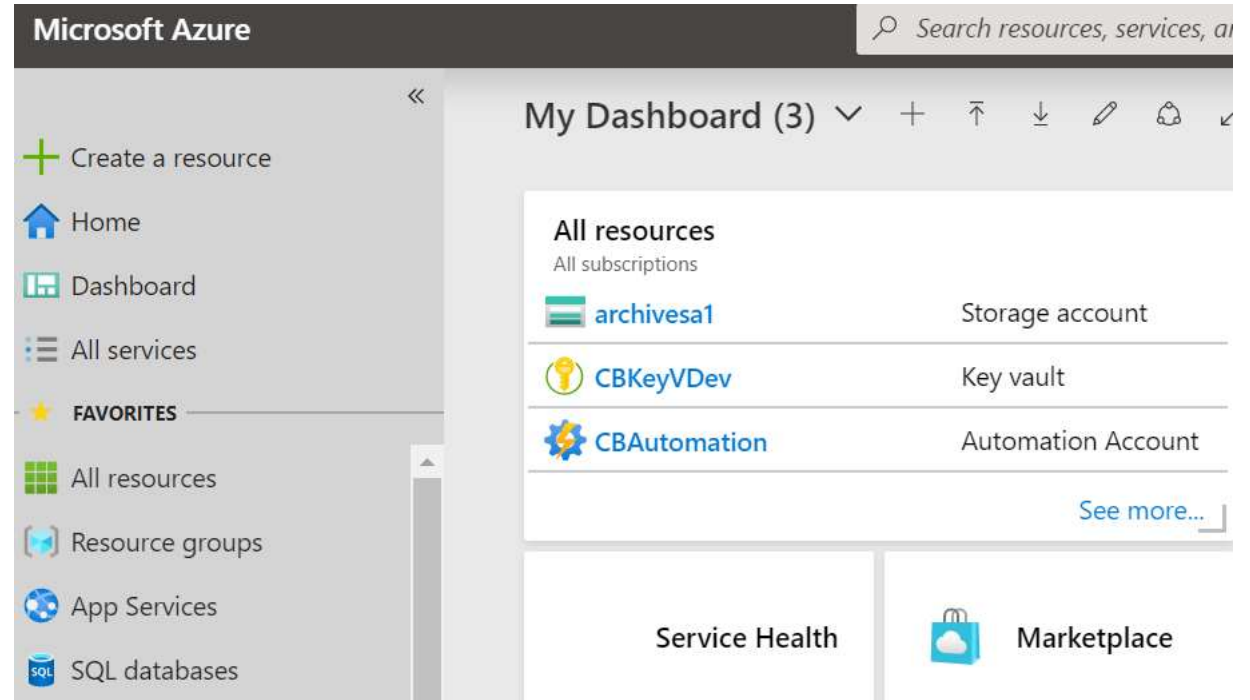 Microsoft Azure
Search resources, services, ar
Create a resource
Home
Dashboard
All services
FAVORITES
All resources
Resource groups
App Services
SQL
SQL databases
My Dashboard (3)
All resources
All subscriptions
archivesa1 Storage account
CBKeyVDev Key vault
CBAutomation Automation Account
See more...
Service Health
Marketplace